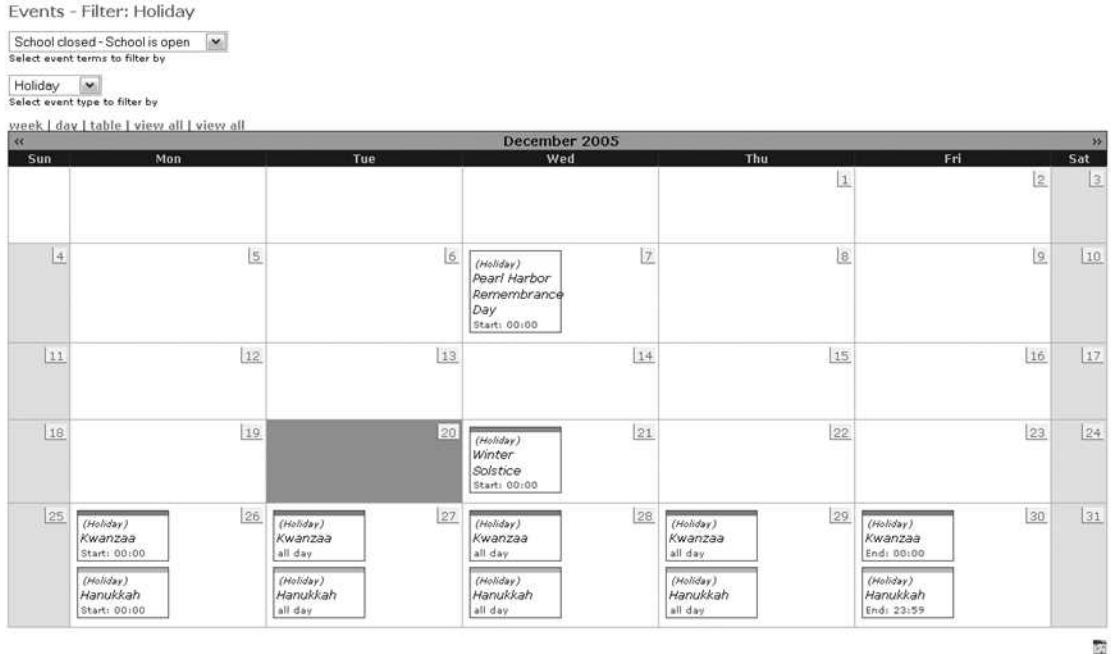 Events - Filter: Holiday
School closed - School is open
Select event terms to filter by
Holiday
Select event type to filter by
week | day | table | view all | view all
« December 2005 »
Sun Mon Tue Wed Thu Fri Sat
1 2 3
4 5 6 7 8 9 10
(Holiday)
Pearl Harbor
Remembrance
Day
Start: 00:00
11 12 13 14 15 16 17
18 19 20 21 22 23 24
(Holiday)
Winter
Solstice
Start: 00:00
25 26 27 28 29 30 31
(Holiday) (Holiday) (Holiday) (Holiday) (Holiday)
Kwanzaa Kwanzaa Kwanzaa Kwanzaa Kwanzaa
Start: 00:00 all day all day all day End: 00:00
(Holiday) (Holiday) (Holiday) (Holiday) (Holiday)
Hanukkah Hanukkah Hanukkah Hanukkah Hanukkah
Start: 00:00 all day all day all day End: 23:59